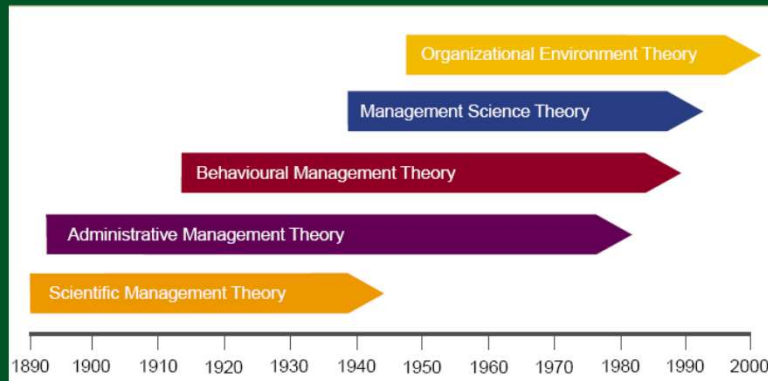 Organizational Environment Theory
Management Science Theory
Behavioural Management Theory
Administrative Management Theory
Scientific Management Theory
1890 1900 1910 1920 1930 1940 1950 1960 1970 1980 1990 2000